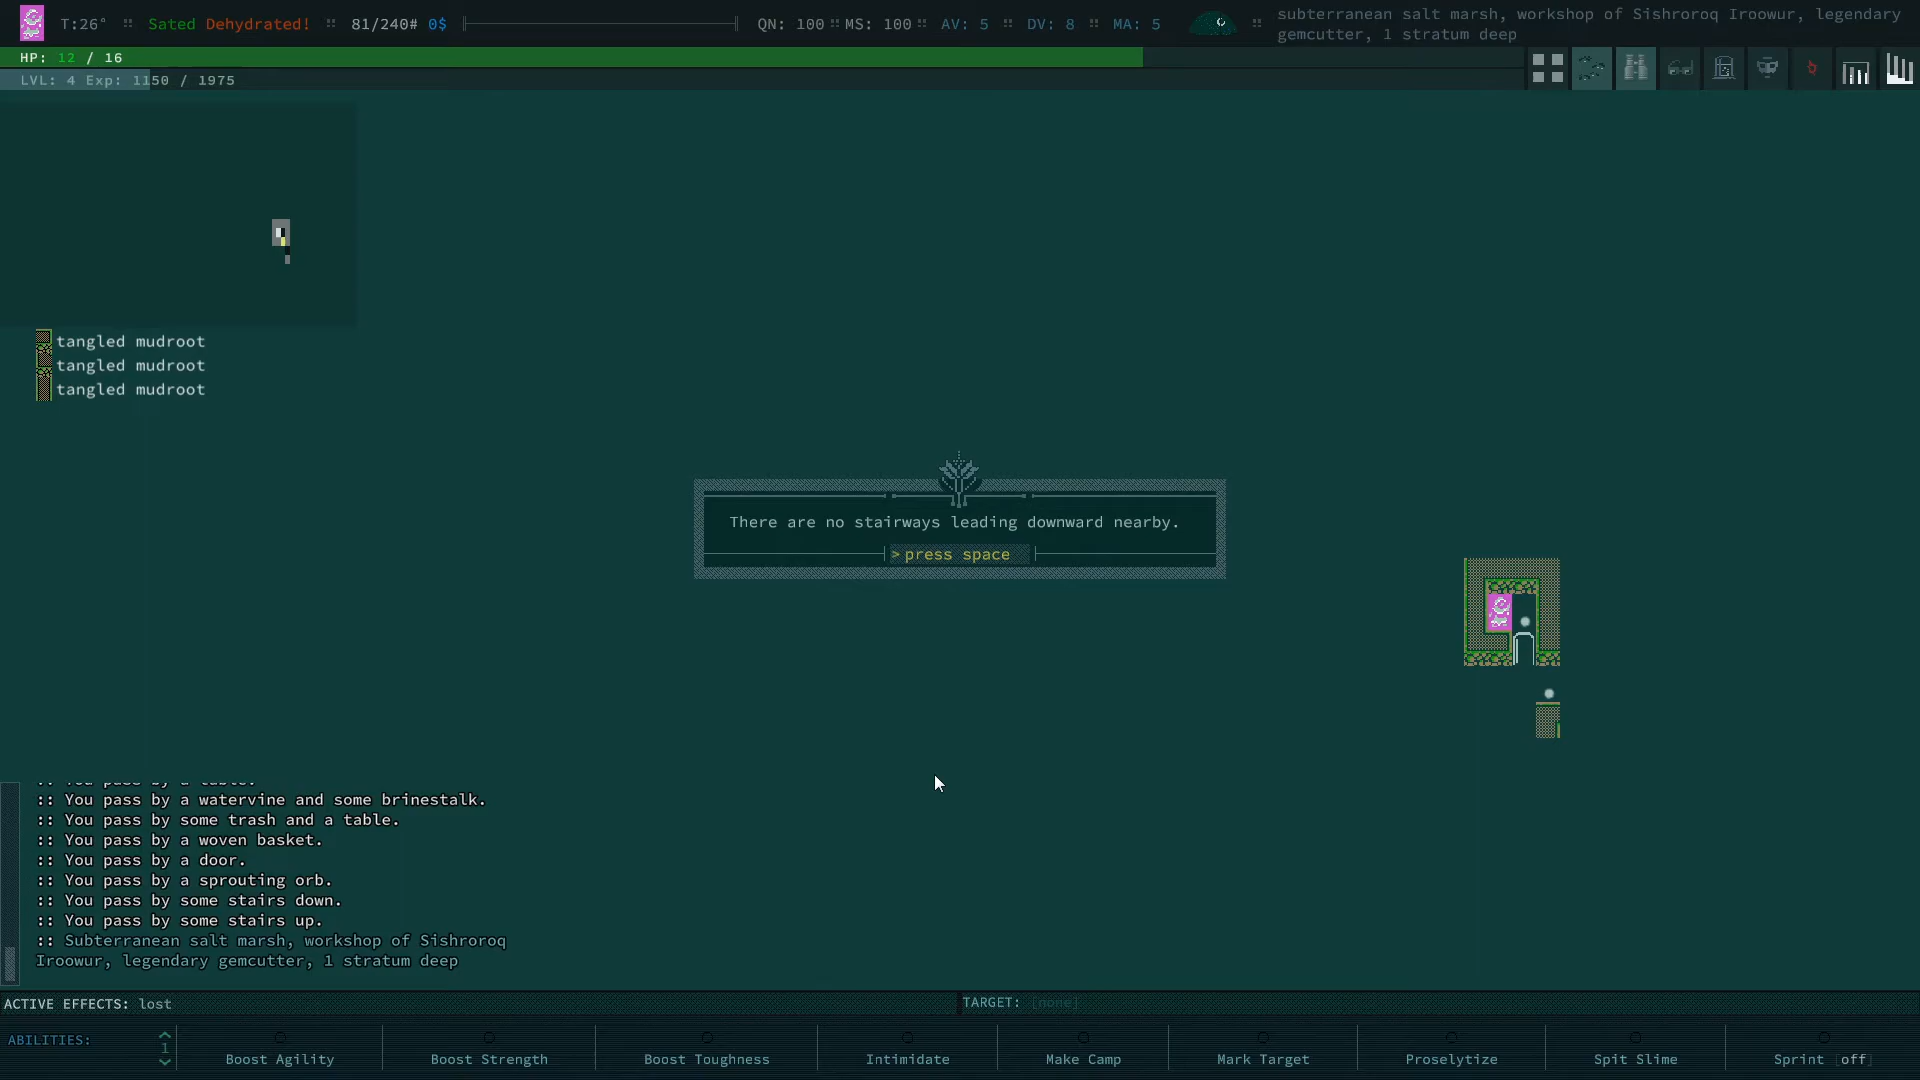 T:26° Sated Dehydrated! 81/240# 0$ QN: 100 MS: 100 AV: 5 DV: 8 MA: 5
subterranean salt marsh, workshop of Sishroroq Iroowur, legendary
gemcutter, 1 stratum deep
HP: 12 / 16
LVL: 4 Exp: 1150 / 1975
tangled mudroot
tangled mudroot
tangled mudroot
There are no stairways leading downward nearby.
>press space
:: You pass by a table.
:: You pass by a watervine and some brinestalk.
:: You pass by some trash and a table.
:: You pass by a woven basket.
:: You pass by a door.
:: You pass by a sprouting orb.
:: You pass by some stairs down.
:: You pass by some stairs up.
:: Subterranean salt marsh, workshop of Sishroroq
Iroowur, legendary gemcutter, 1 stratum deep
ACTIVE EFFECTS: lost
TARGET: [none]
ABILITIES: 1
Boost Agility
Boost Strength
Boost Toughness
Intimidate
Make Camp
Mark Target
Proselytize
Spit Slime
Sprint [off]